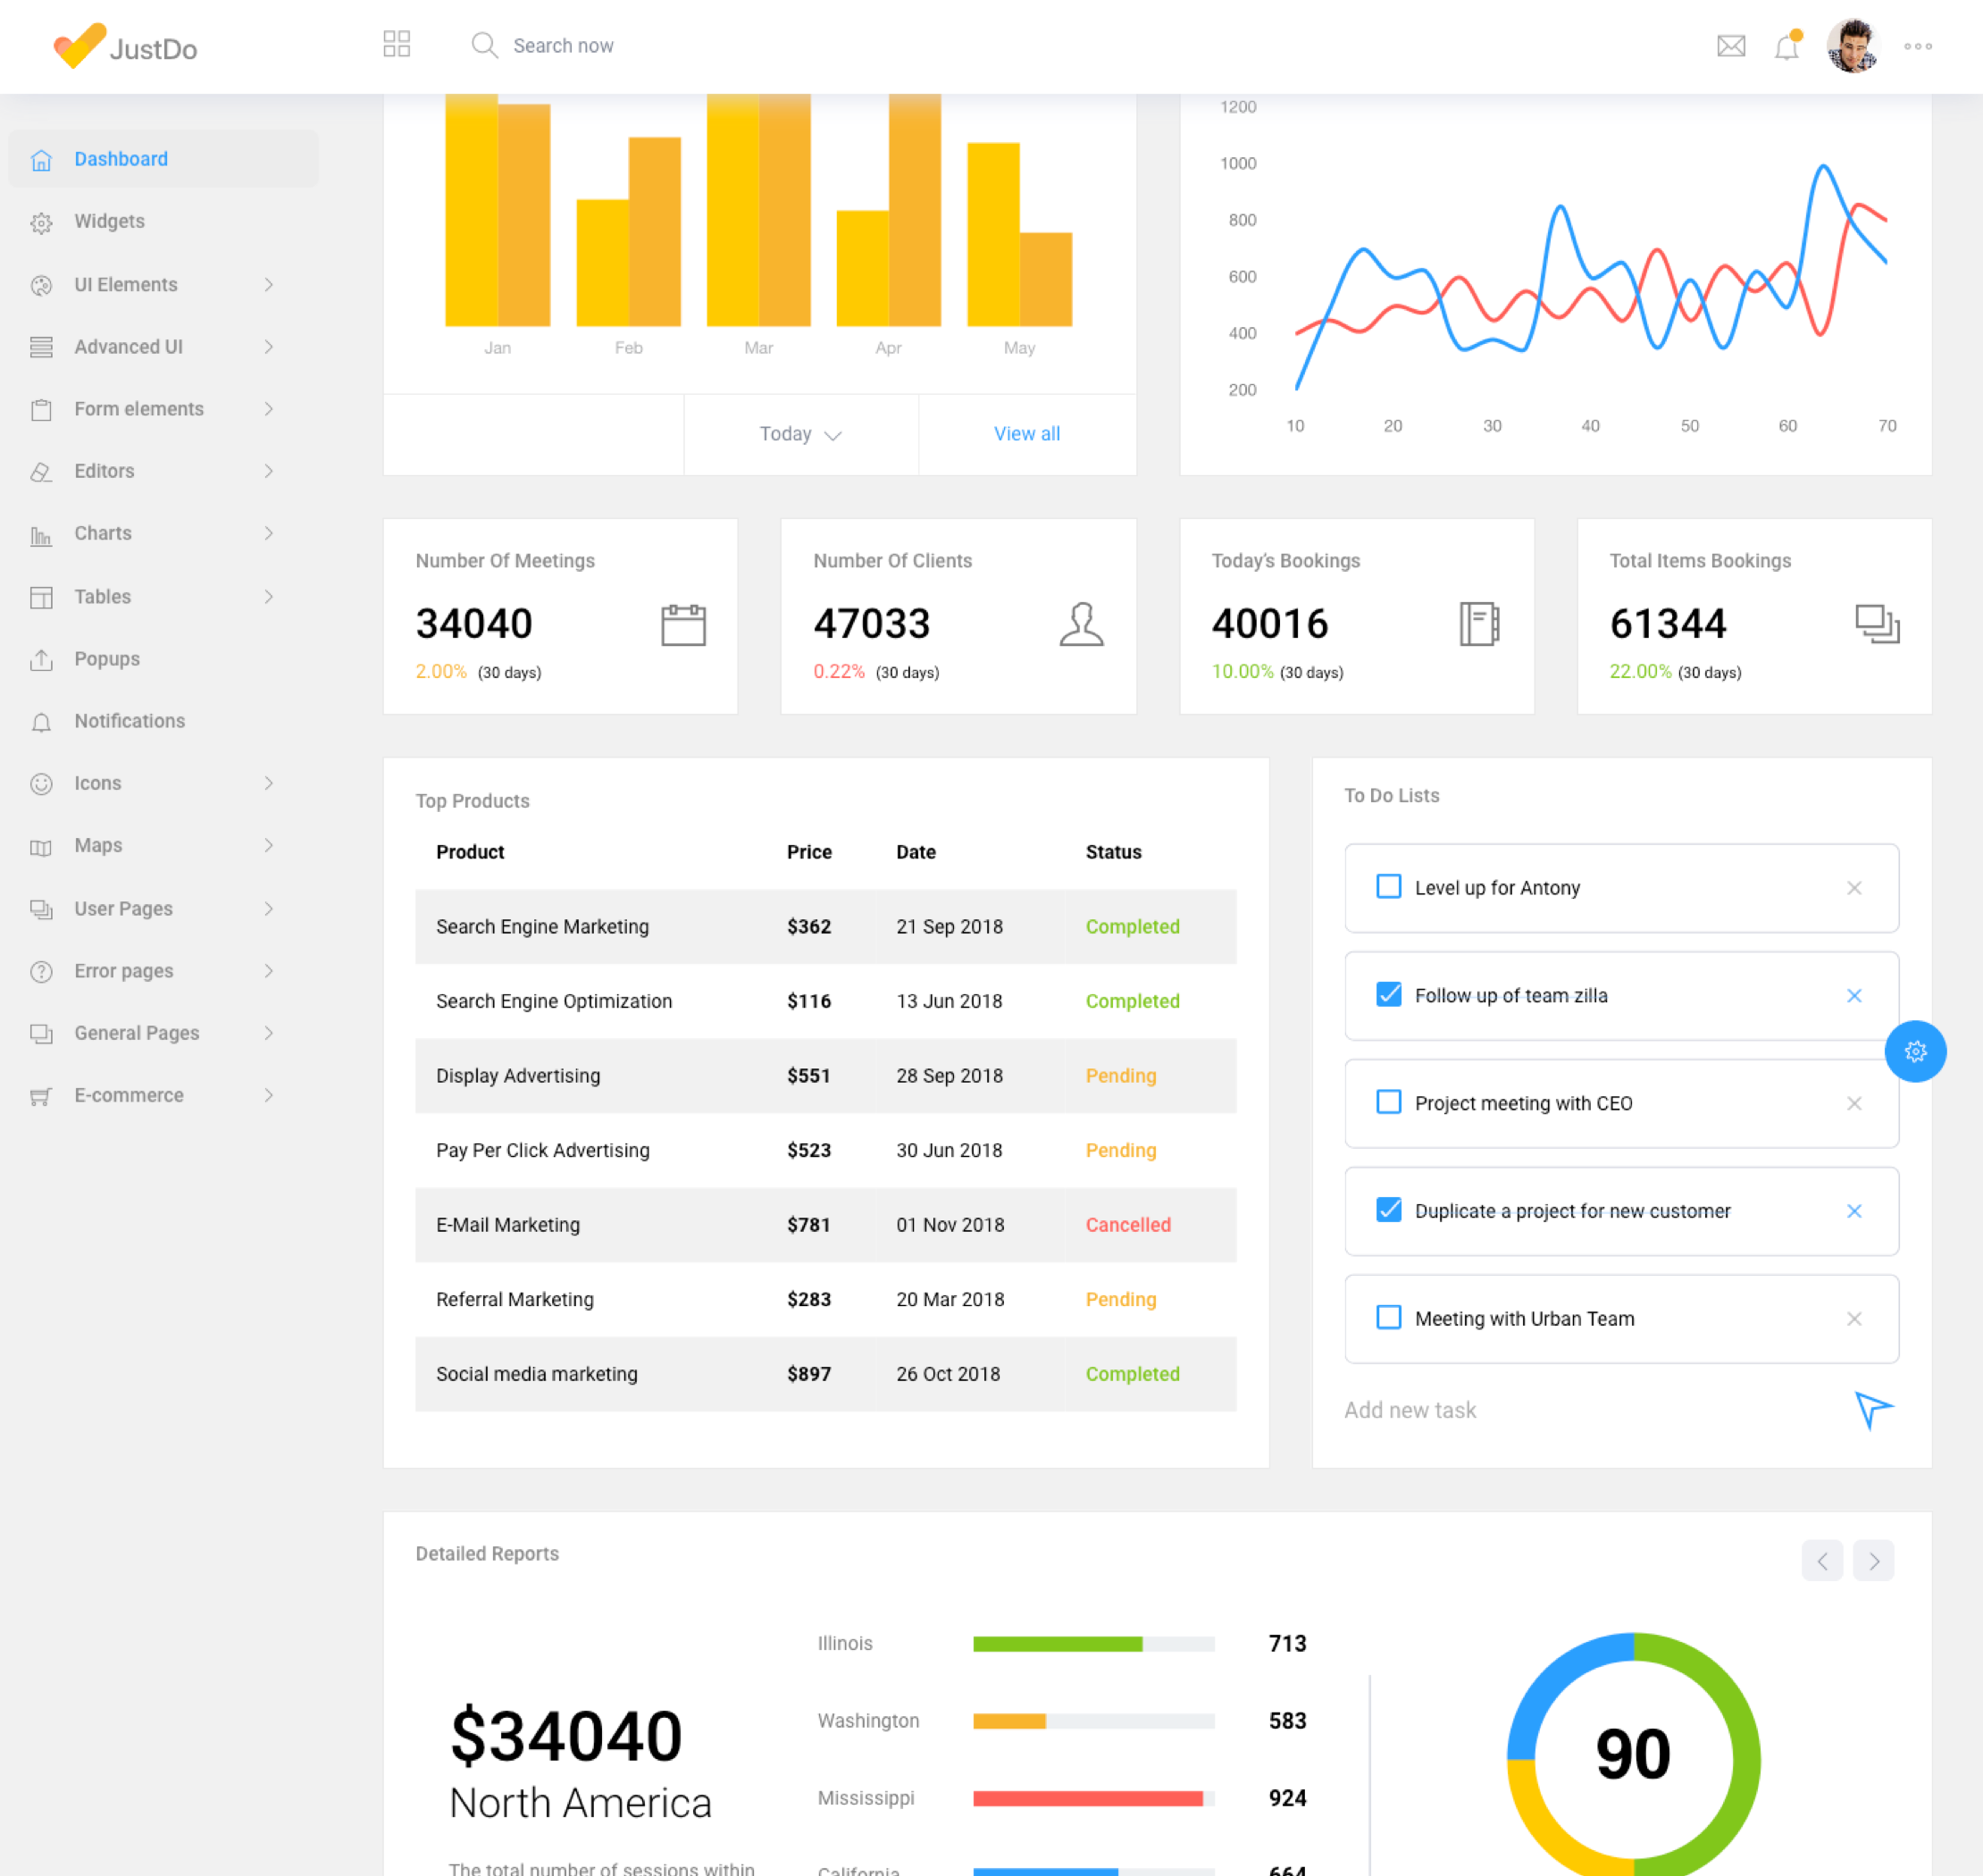 JustDo
Search now
Dashboard
Widgets
UI Elements
Advanced UI
Form elements
Editors
Charts
Tables
Popups
Notifications
Icons
Maps
User Pages
Error pages
General Pages
E-commerce
Jan Feb Mar Apr May
Today
View all
1200
1000
800
600
400
200
10 20 30 40 50 60 70
Number Of Meetings
34040
2.00% (30 days)
Number Of Clients
47033
0.22% (30 days)
Today's Bookings
40016
10.00% (30 days)
Total Items Bookings
61344
22.00% (30 days)
Top Products
Product Price Date Status
Search Engine Marketing $362 21 Sep 2018 Completed
Search Engine Optimization $116 13 Jun 2018 Completed
Display Advertising $551 28 Sep 2018 Pending
Pay Per Click Advertising $523 30 Jun 2018 Pending
E-Mail Marketing $781 01 Nov 2018 Cancelled
Referral Marketing $283 20 Mar 2018 Pending
Social media marketing $897 26 Oct 2018 Completed
To Do Lists
Level up for Antony
Follow up of team zilla
Project meeting with CEO
Duplicate a project for new customer
Meeting with Urban Team
Add new task
Detailed Reports
$34040
North America
The total number of sessions within
Illinois 713
Washington 583
Mississippi 924
California 664
90